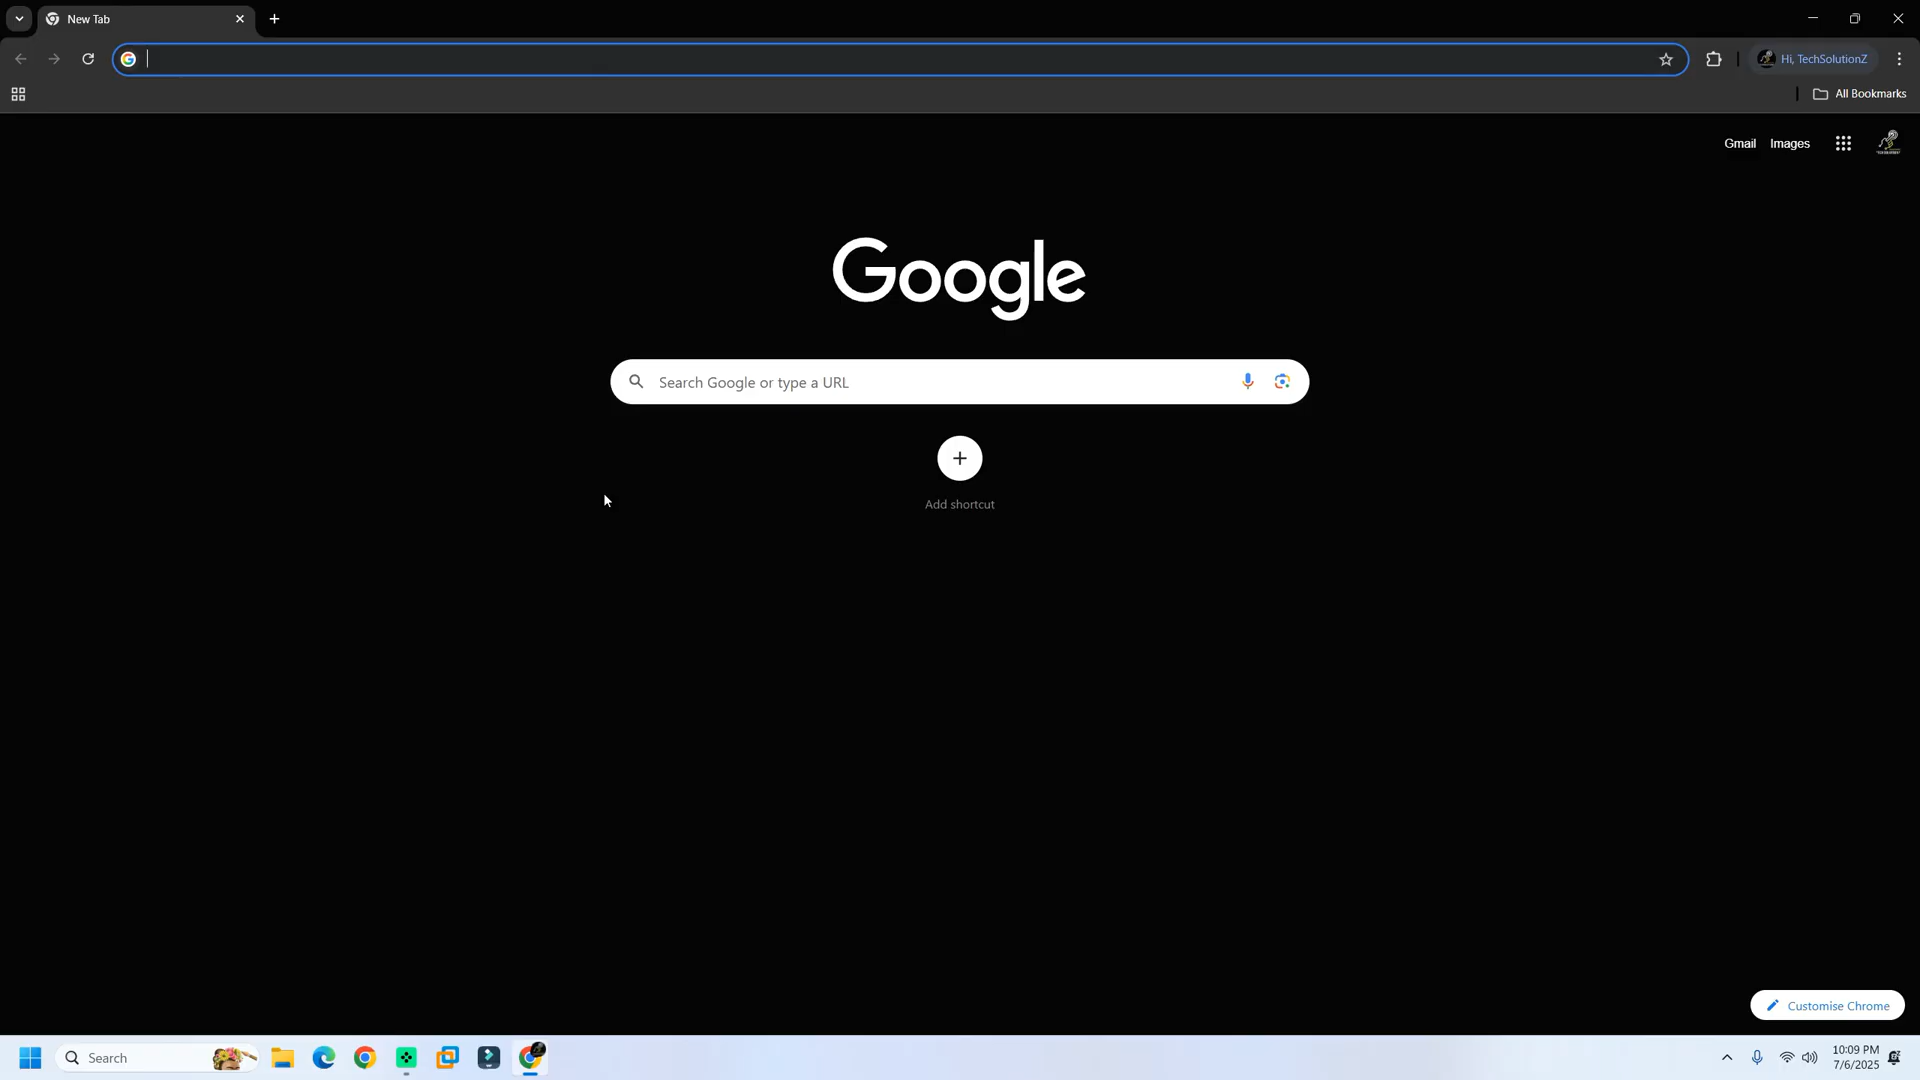 New Tab
Hi, TechSolutionZ
All Bookmarks
Gmail Images
Google
Search Google or type a URL
Add shortcut
Customise Chrome
Search
10:09 PM
7/6/2025